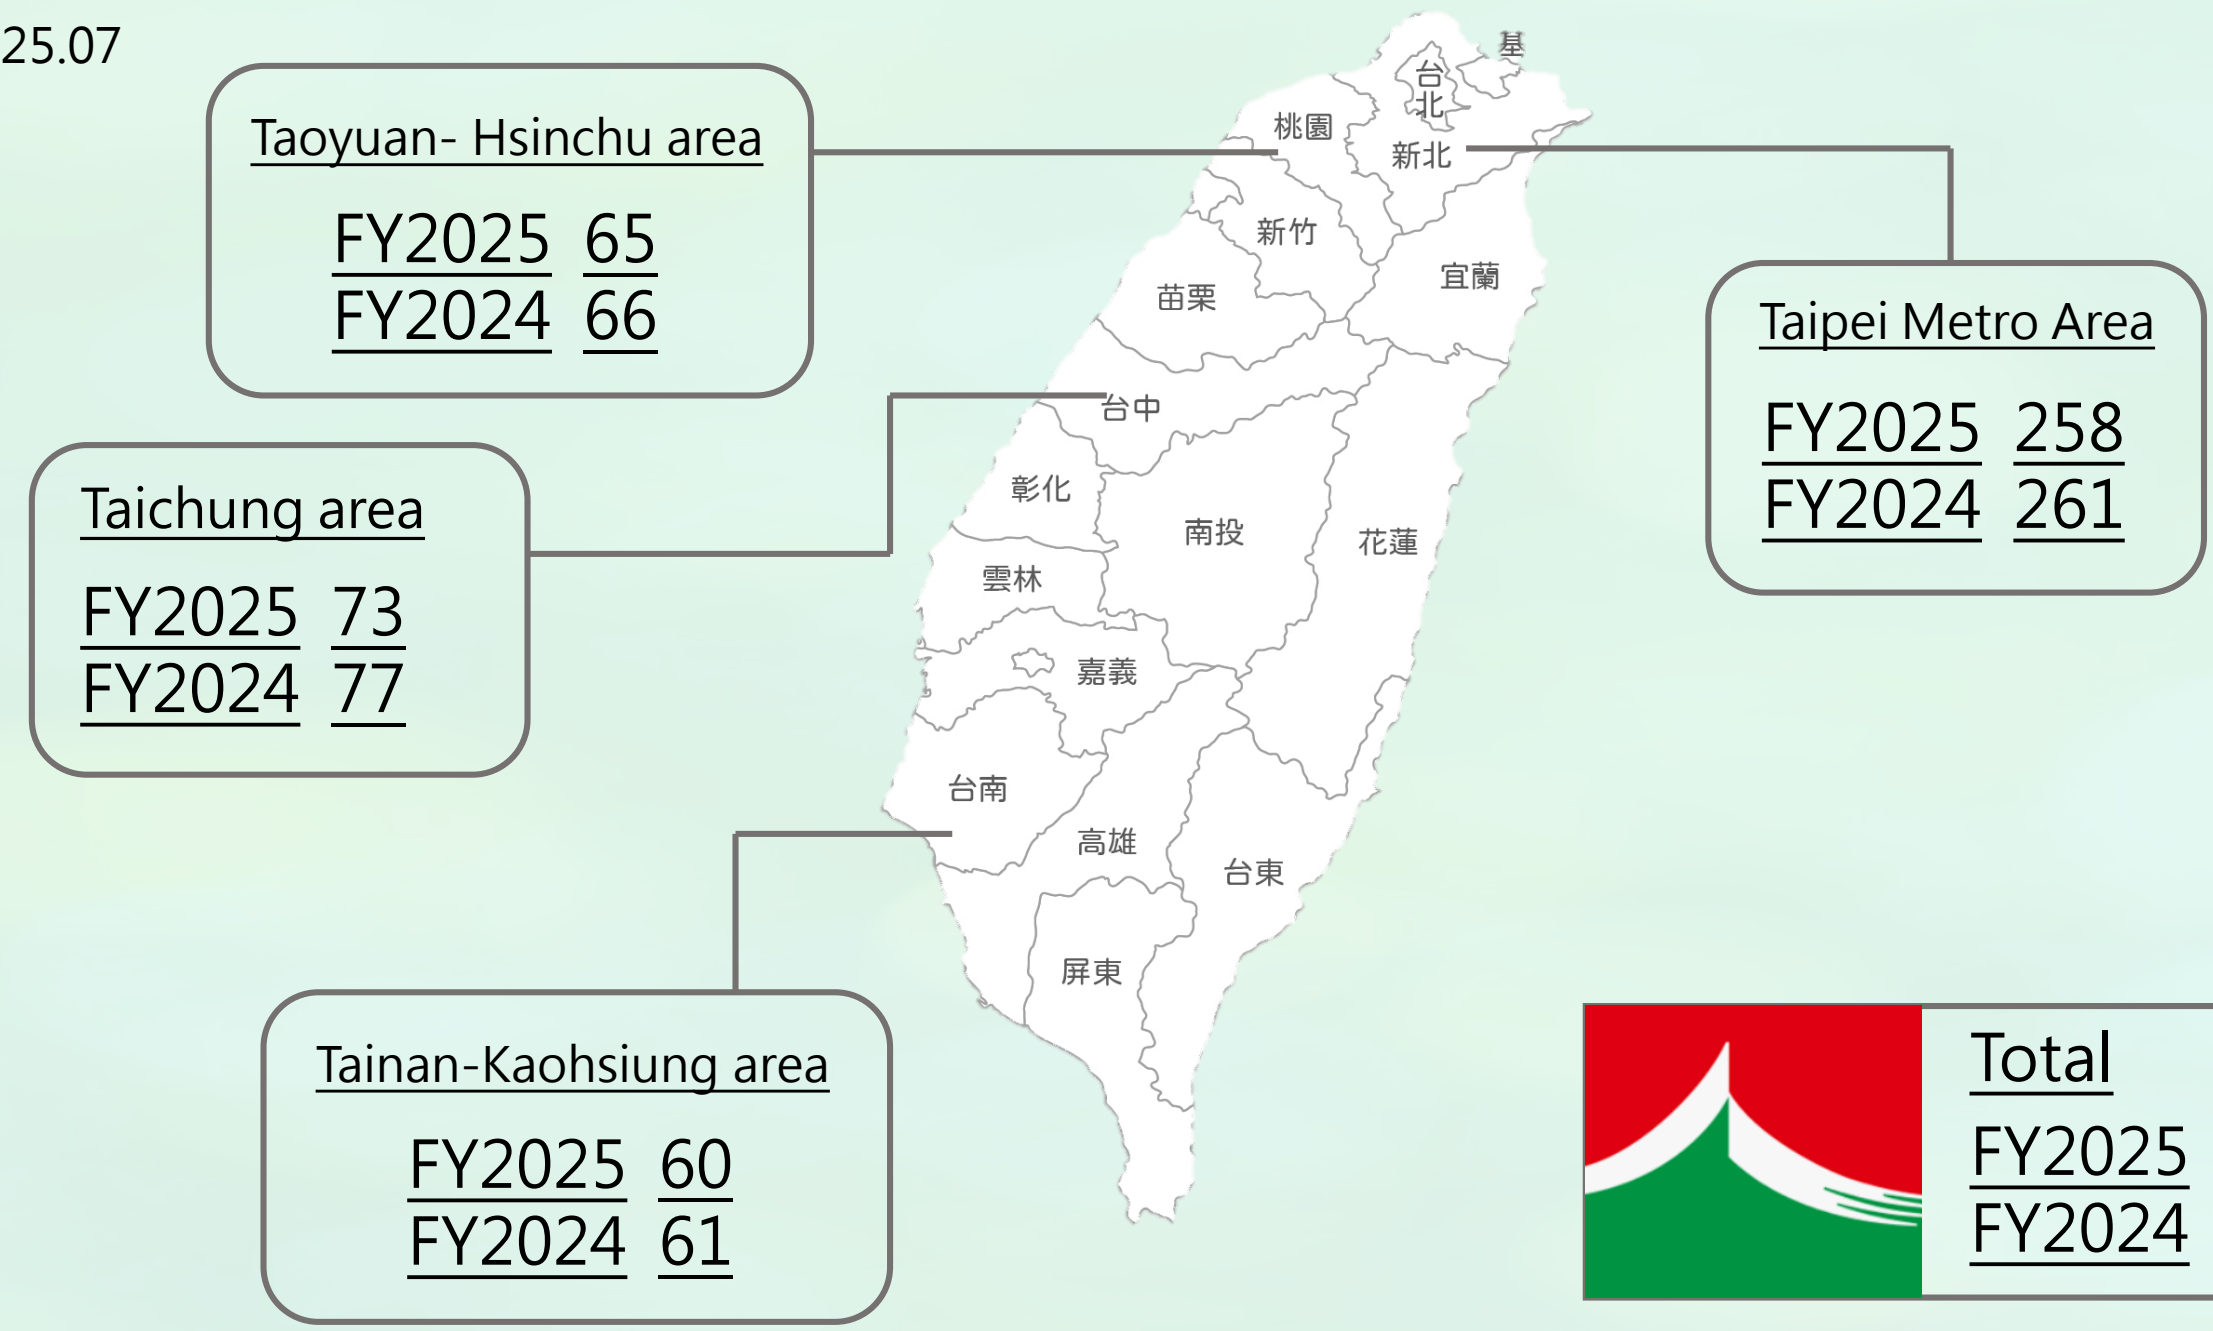 25.07
Taoyuan- Hsinchu area
FY2025 65
FY2024 66
Taichung area
FY2025 73
FY2024 77
Tainan-Kaohsiung area
FY2025 60
FY2024 61
基
台
北
桃園
新北
新竹
宜蘭
苗栗
台中
彰化
南投
花蓮
雲林
嘉義
台南
高雄
台東
屏東
Taipei Metro Area
FY2025 258
FY2024 261
Total
FY2025
FY2024